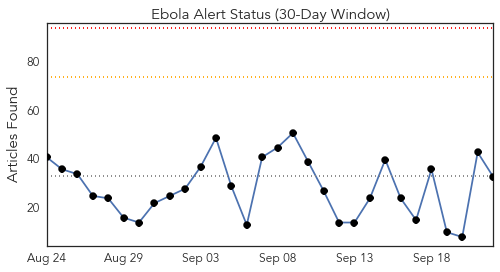 Ebola Alert Status (30-Day Window)
Articles Found
80
60
40
20
Aug 24 Aug 29 Sep 03 Sep 08 Sep 13 Sep 18